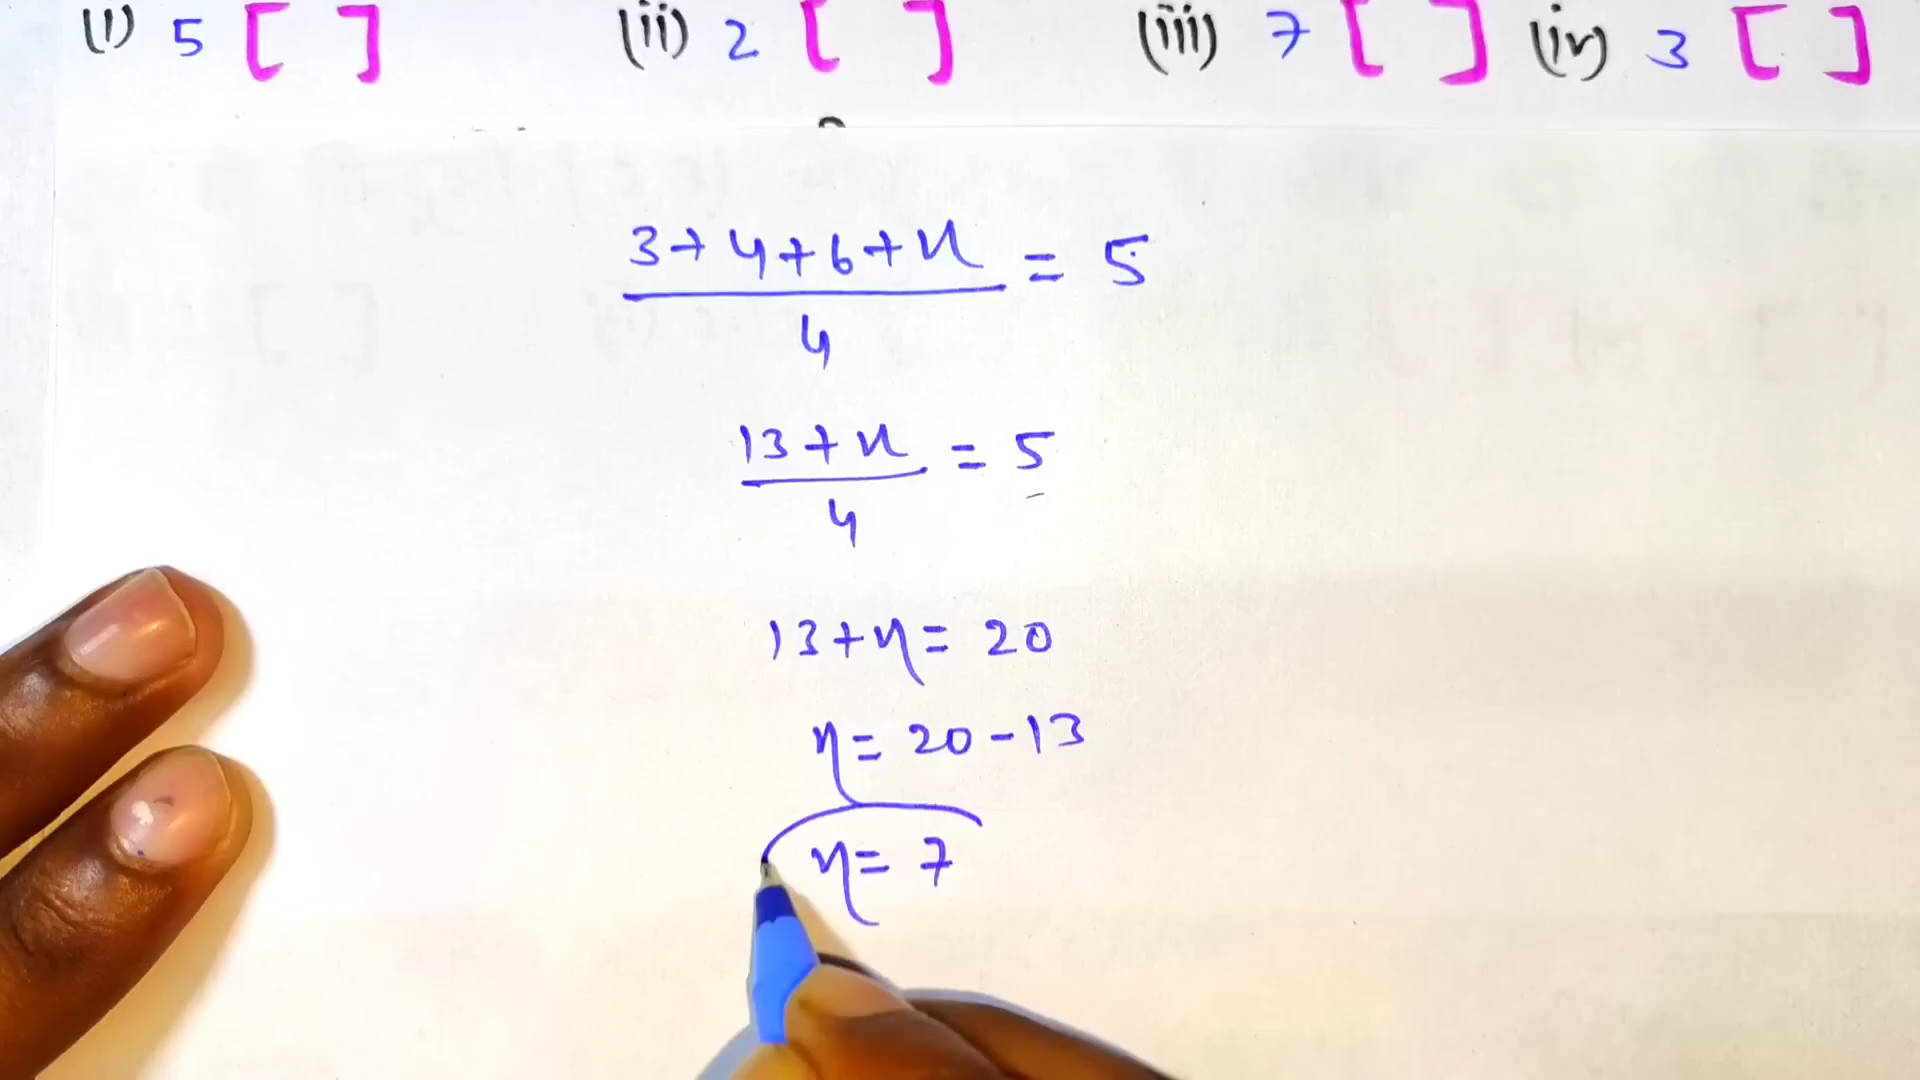 (i) 5 [ ] (ii) 2 [ ] (iii) 7 [ ] (iv) 3 [ ]
3+4+6+x
= 5
4
13+x
= 5
4
13+x= 20
x= 20-13
x= 7